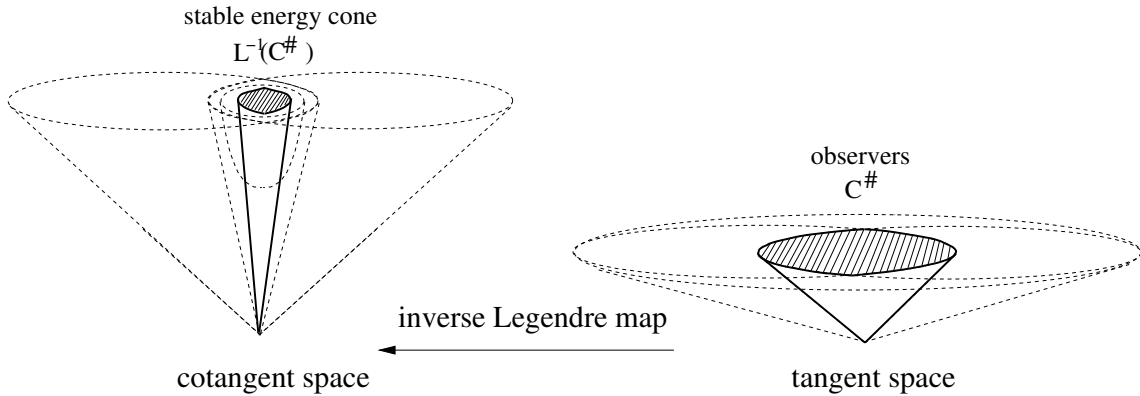 stable energy cone
L⁻¹(C^#)
observers
C^#
inverse Legendre map
cotangent space
tangent space